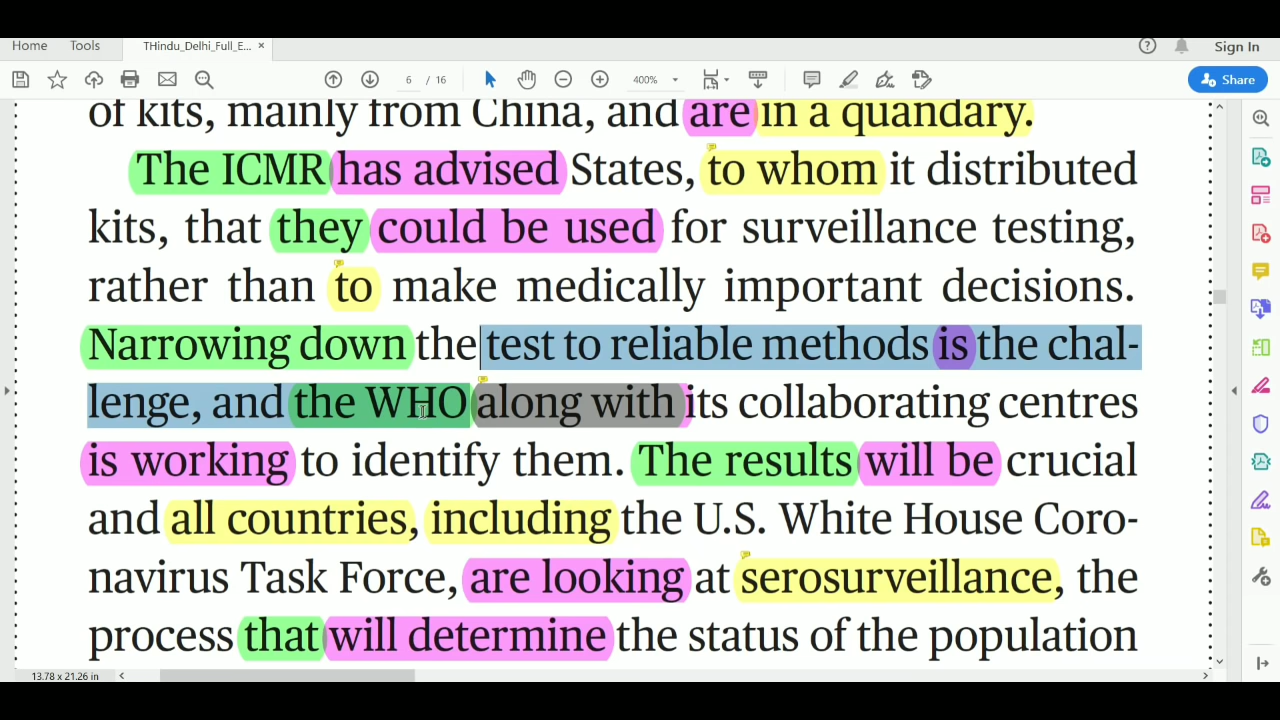 Home Tools THindu_Delhi_Full_E... × Sign In
6 / 16 400% Share
of kits, mainly from China, and are in a quandary.
The ICMR has advised States, to whom it distributed
kits, that they could be used for surveillance testing,
rather than to make medically important decisions.
Narrowing down the test to reliable methods is the chal-
lenge, and the WHO along with its collaborating centres
is working to identify them. The results will be crucial
and all countries, including the U.S. White House Coro-
navirus Task Force, are looking at serosurveillance, the
process that will determine the status of the population
13.78 x 21.26 in